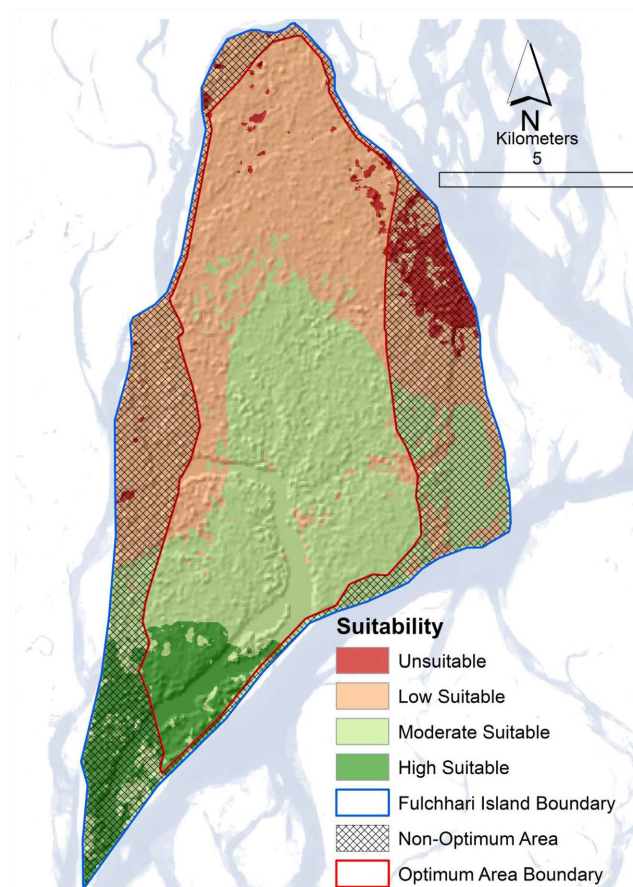 N
Kilometers
5
Suitability
Unsuitable
Low Suitable
Moderate Suitable
High Suitable
Fulchhari Island Boundary
Non-Optimum Area
Optimum Area Boundary